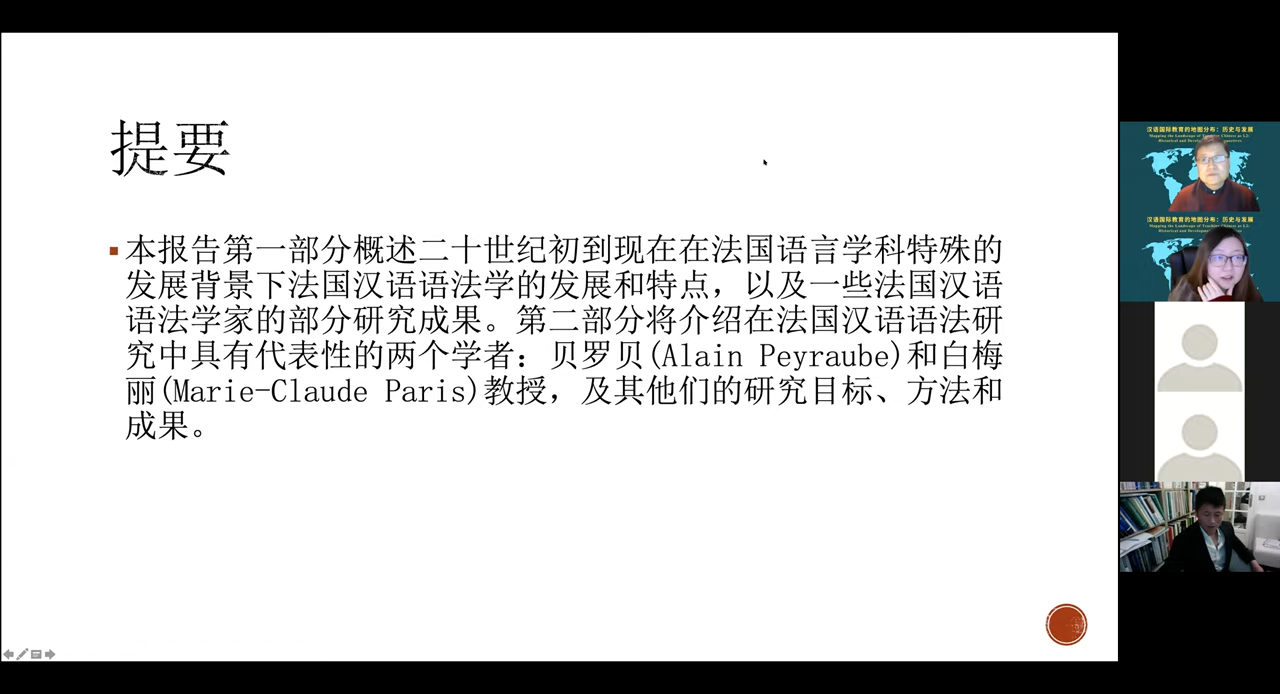 提要
本报告第一部分概述二十世纪初到现在在法国语言学科特殊的
发展背景下法国汉语语法学的发展和特点，以及一些法国汉语
语法学家的部分研究成果。第二部分将介绍在法国汉语语法研
究中具有代表性的两个学者：贝罗贝(Alain Peyraube)和白梅
丽(Marie-Claude Paris)教授，及其他们的研究目标、方法和
成果。
汉语国际教育的地图分布：历史与发展
Mapping the Landscape of
Chinese as L2:
Historical and
汉语国际教育的地图分布：历史与发展
Mapping the Landscape of
Chinese as L2:
Historical and